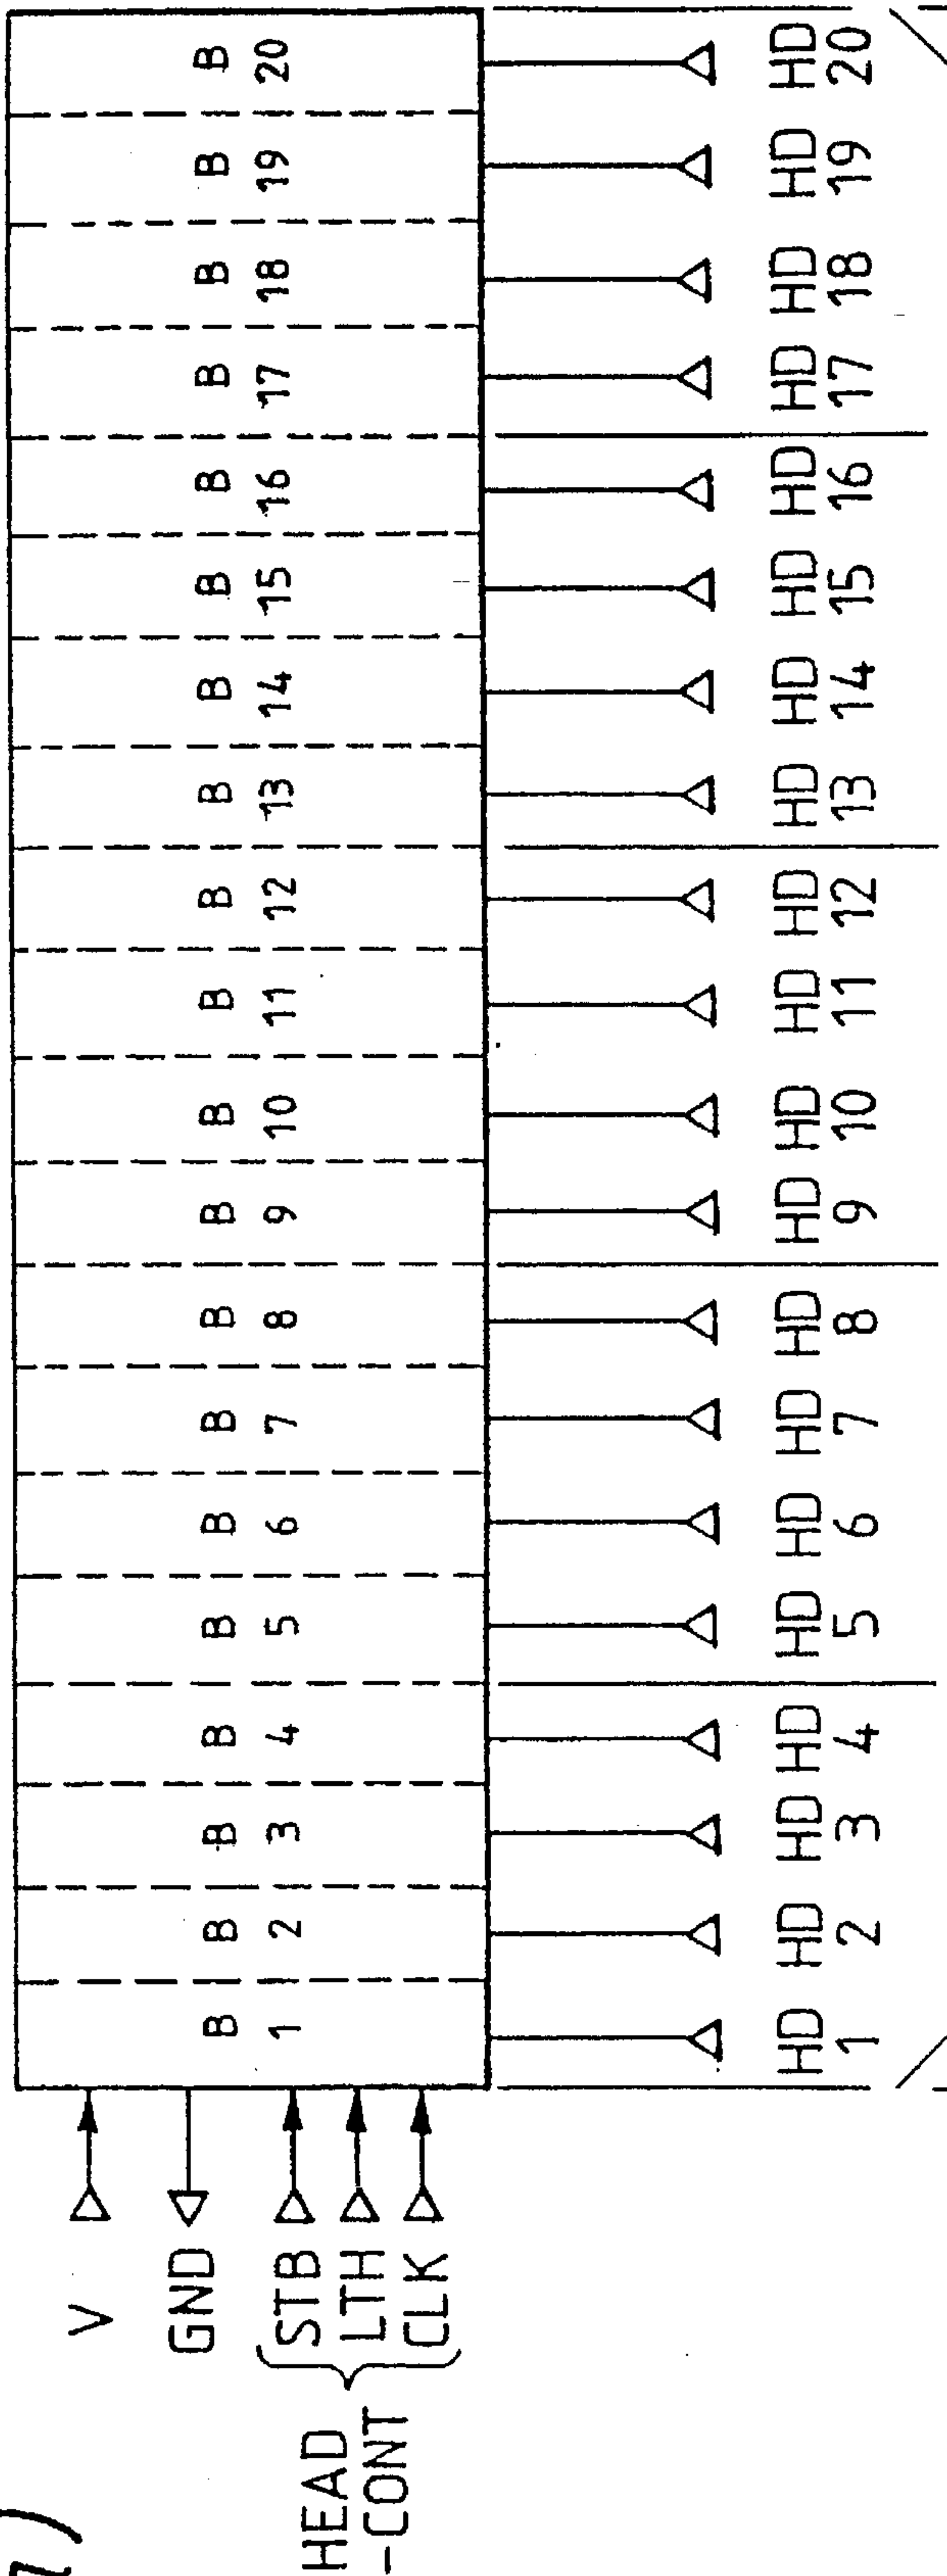 B B B B B B B B B B B B B B B B B B B B
1 2 3 4 5 6 7 8 9 10 11 12 13 14 15 16 17 18 19 20
V
GND
STB
LTH
CLK
HEAD
-CONT
HD HD HD HD HD HD HD HD HD HD HD HD HD HD HD HD HD HD HD HD
1 2 3 4 5 6 7 8 9 10 11 12 13 14 15 16 17 18 19 20